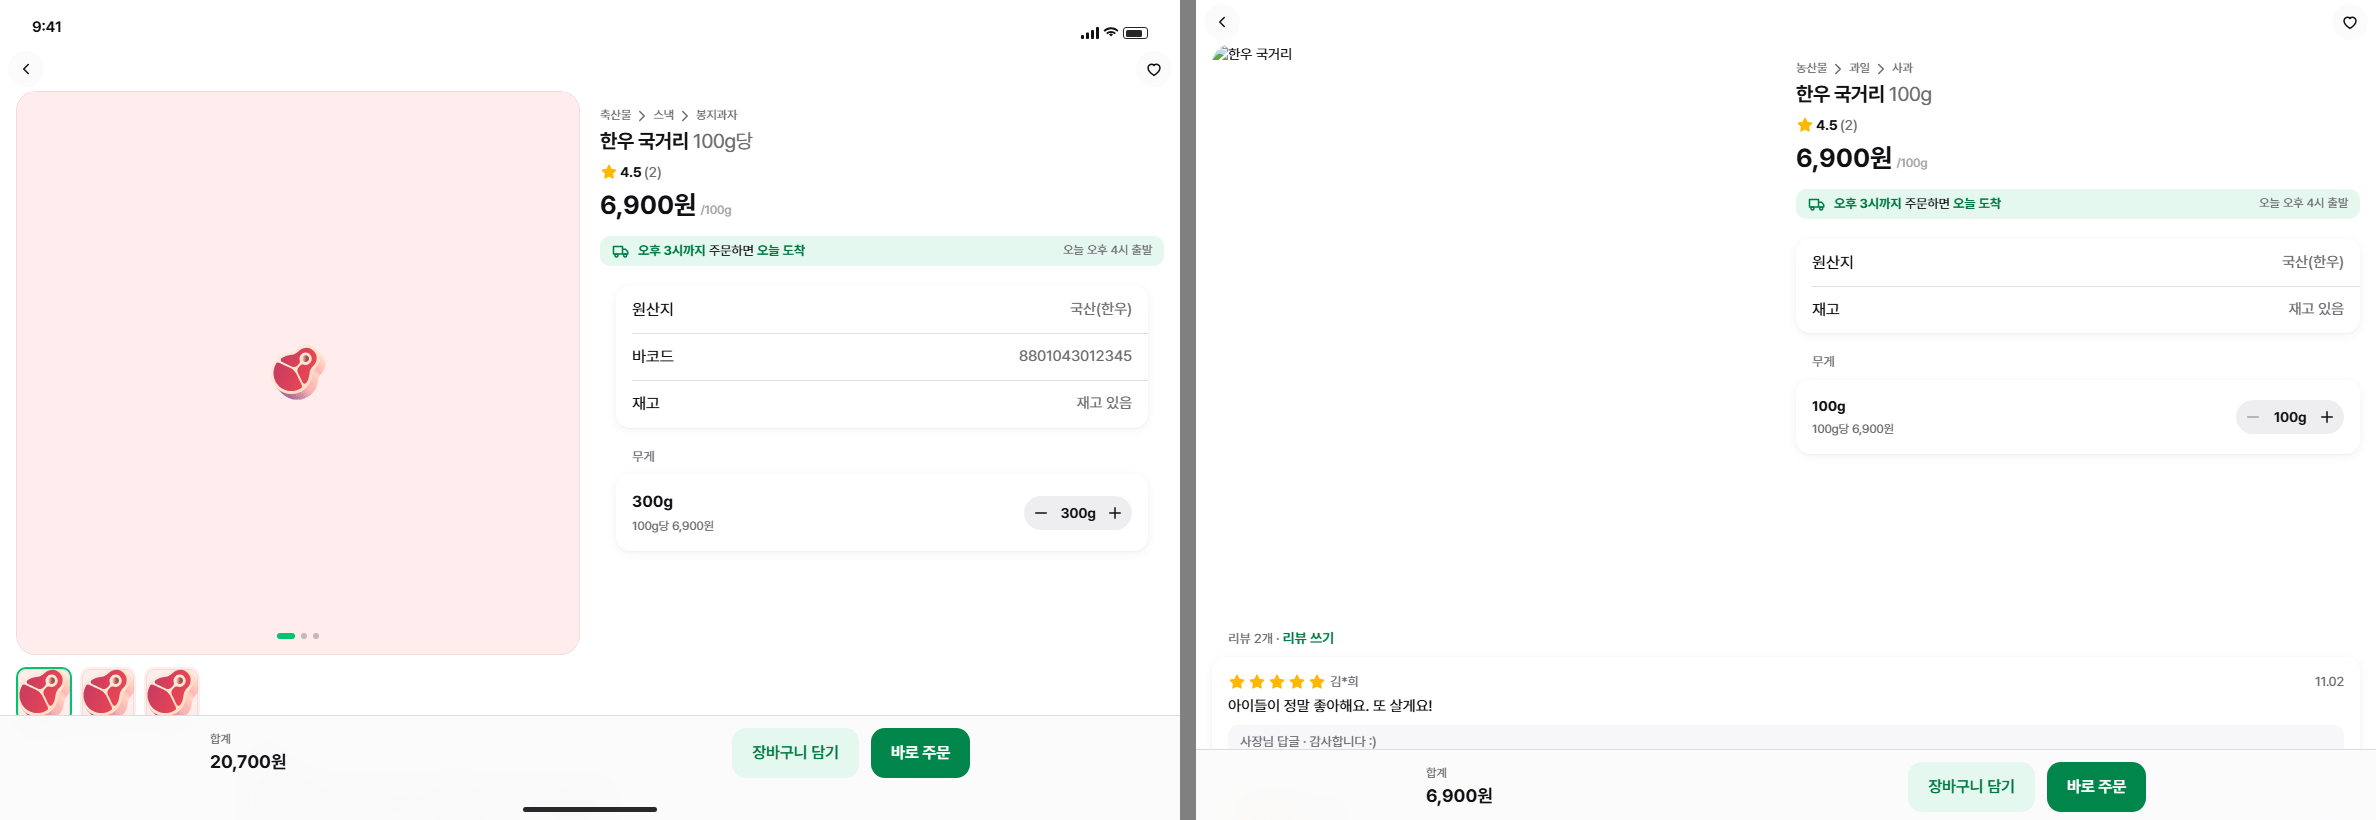 9:41
축산물 > 스낵 > 봉지과자
한우 국거리 100g당
4.5 (2)
6,900원 /100g
오후 3시까지 주문하면 오늘 도착 오늘 오후 4시 출발
원산지 국산(한우)
바코드 8801043012345
재고 재고 있음
무게
300g
100g당 6,900원
300g
합계
20,700원
장바구니 담기
바로 주문
한우 국거리
농산물 > 과일 > 사과
한우 국거리 100g
4.5 (2)
6,900원 /100g
오후 3시까지 주문하면 오늘 도착 오늘 오후 4시 출발
원산지 국산(한우)
재고 재고 있음
무게
100g
100g당 6,900원
100g
리뷰 2개 · 리뷰 쓰기
김*희 11.02
아이들이 정말 좋아해요. 또 살게요!
사장님 답글 · 감사합니다 :)
합계
6,900원
장바구니 담기
바로 주문